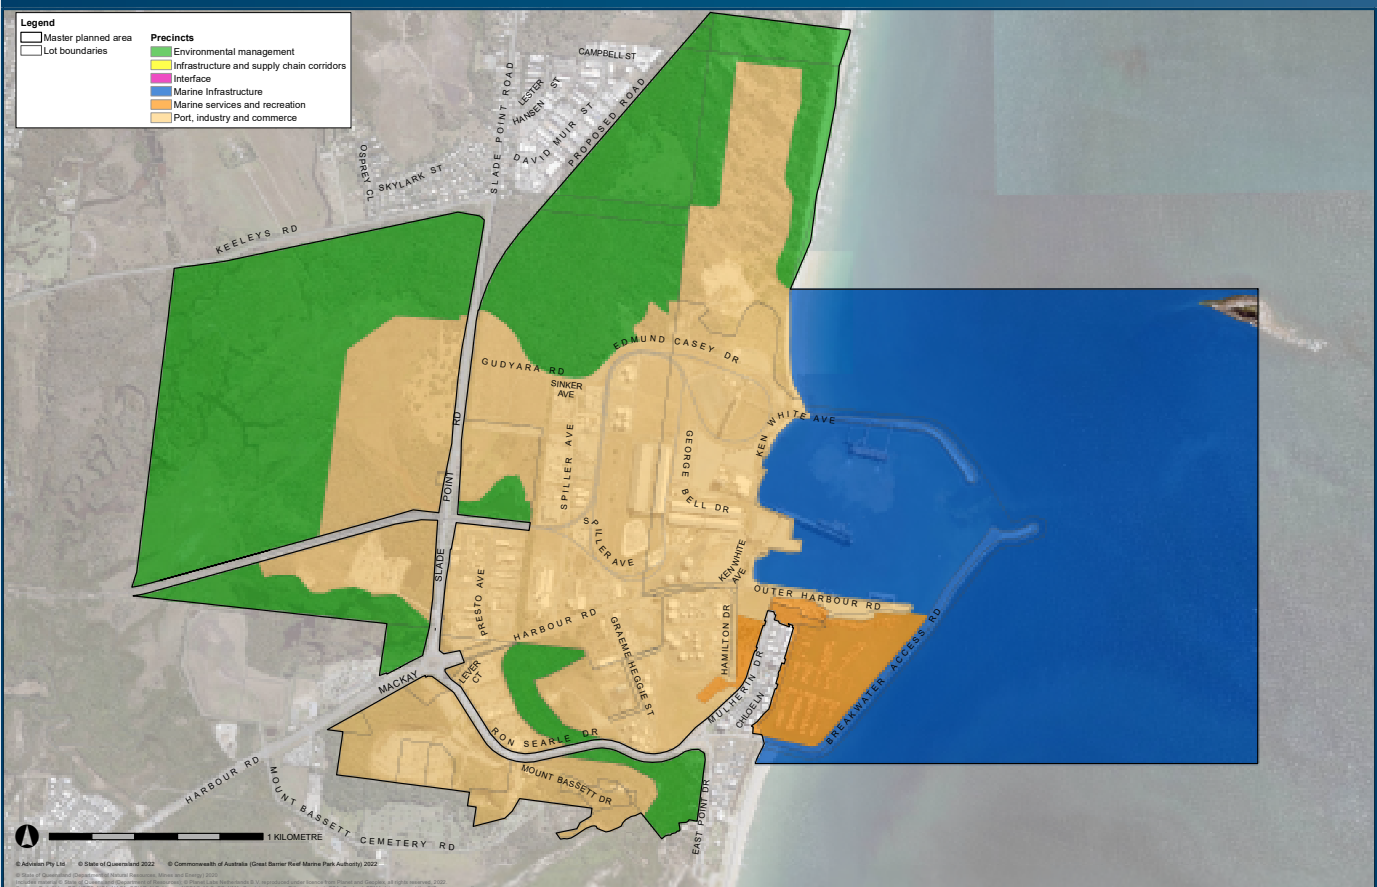 Legend
Master planned area
Lot boundaries
Precincts
Environmental management
Infrastructure and supply chain corridors
Interface
Marine Infrastructure
Marine services and recreation
Port, industry and commerce
CAMPBELL ST
SLADE POINT ROAD
LESTER
HANSEN ST
DAVID MUIR ST
PROPOSED ROAD
OSPREY CL
SKYLARK ST
KEELEYS RD
GUDYARA RD
EDMUND CASEY DR
SINKER
AVE
SPILLER AVE
GEORGE BELL DR
KEN WHITE AVE
SLADE POINT RD
SPILLER AVE
KEN WHITE
AVE
OUTER HARBOUR RD
PRESTO AVE
HARBOUR RD
GRAEME HEGGIE ST
HAMILTON DR
MULHERIN DR
CHLOE LN
BREAKWATER ACCESS RD
LEVER
CT
MACKAY
RON SEARLE DR
MOUNT BASSETT DR
EAST POINT DR
HARBOUR RD
MOUNT BASSETT CEMETERY RD
1 KILOMETRE
© Advisian Pty Ltd © State of Queensland 2022 © Commonwealth of Australia (Great Barrier Reef Marine Park Authority) 2022